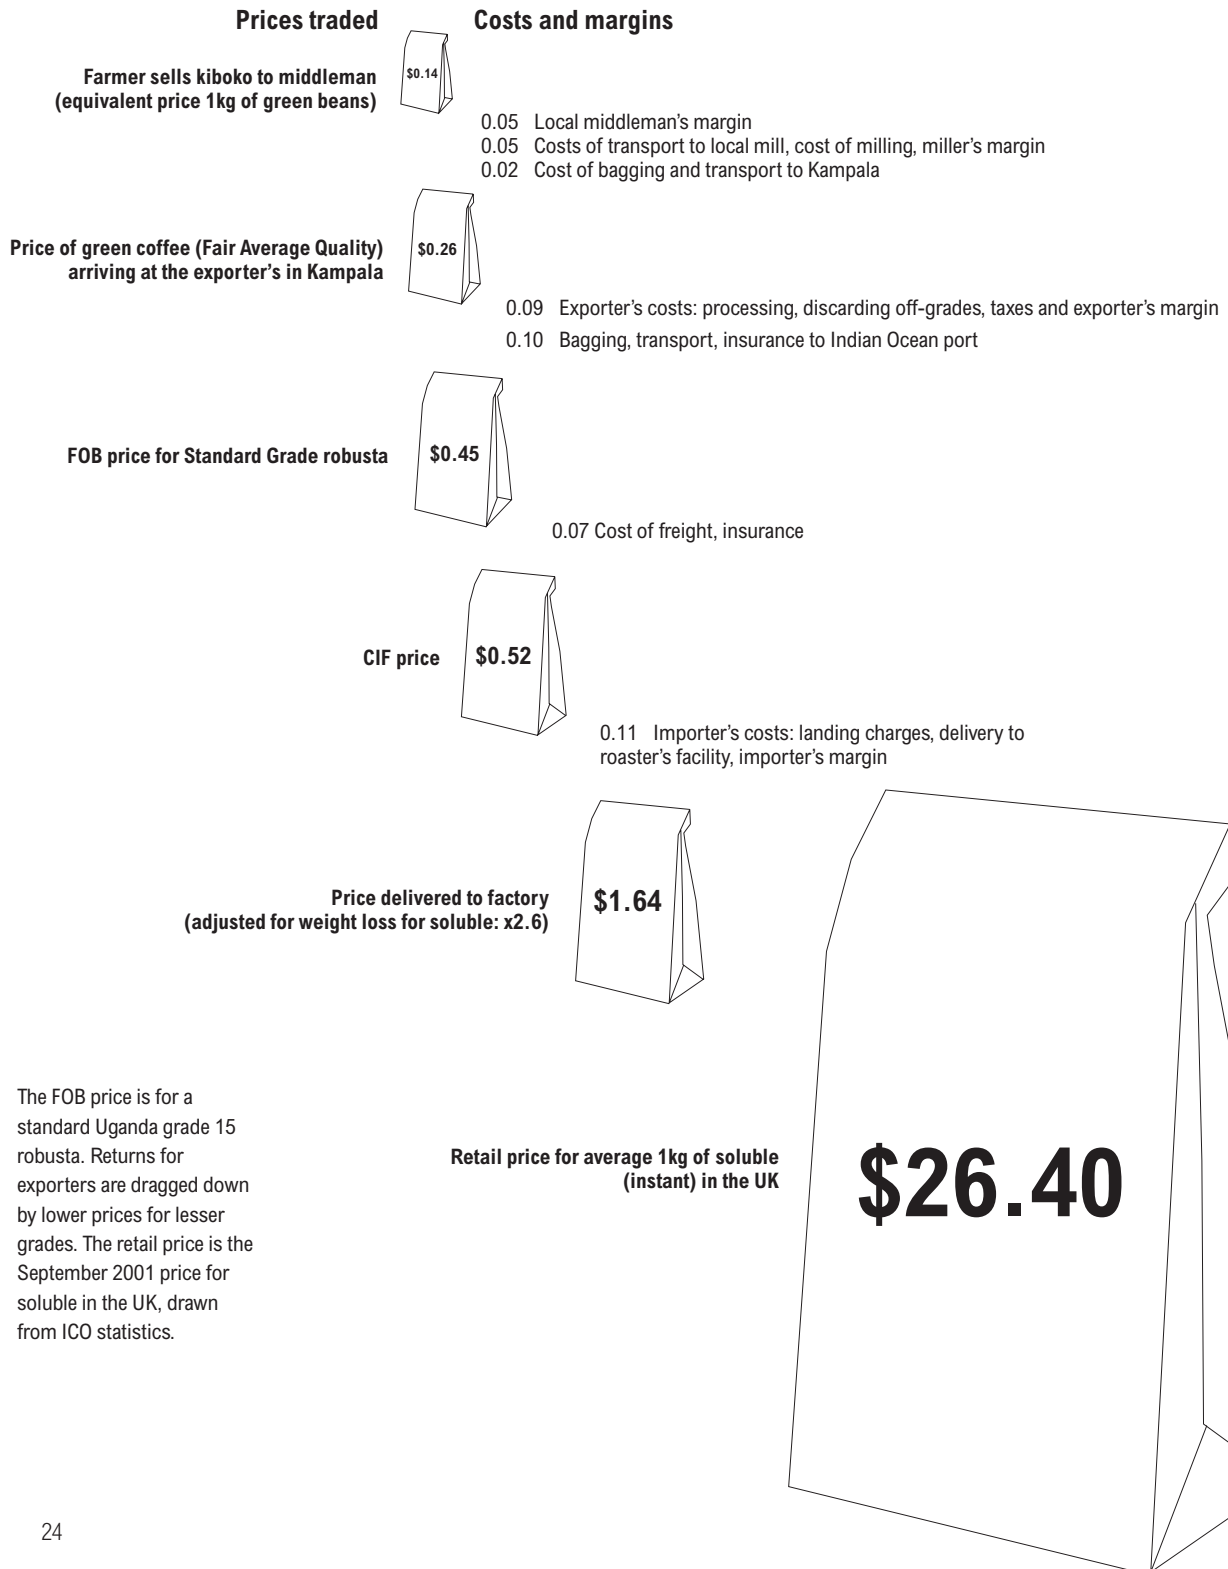 Prices traded
Costs and margins
Farmer sells kiboko to middleman
(equivalent price 1kg of green beans)
$0.14
0.05 Local middleman's margin
0.05 Costs of transport to local mill, cost of milling, miller's margin
0.02 Cost of bagging and transport to Kampala
Price of green coffee (Fair Average Quality)
arriving at the exporter's in Kampala
$0.26
0.09 Exporter's costs: processing, discarding off-grades, taxes and exporter's margin
0.10 Bagging, transport, insurance to Indian Ocean port
FOB price for Standard Grade robusta
$0.45
0.07 Cost of freight, insurance
CIF price
$0.52
0.11 Importer's costs: landing charges, delivery to
roaster's facility, importer's margin
Price delivered to factory
(adjusted for weight loss for soluble: x2.6)
$1.64
The FOB price is for a
standard Uganda grade 15
robusta. Returns for
exporters are dragged down
by lower prices for lesser
grades. The retail price is the
September 2001 price for
soluble in the UK, drawn
from ICO statistics.
Retail price for average 1kg of soluble
(instant) in the UK
$26.40
24